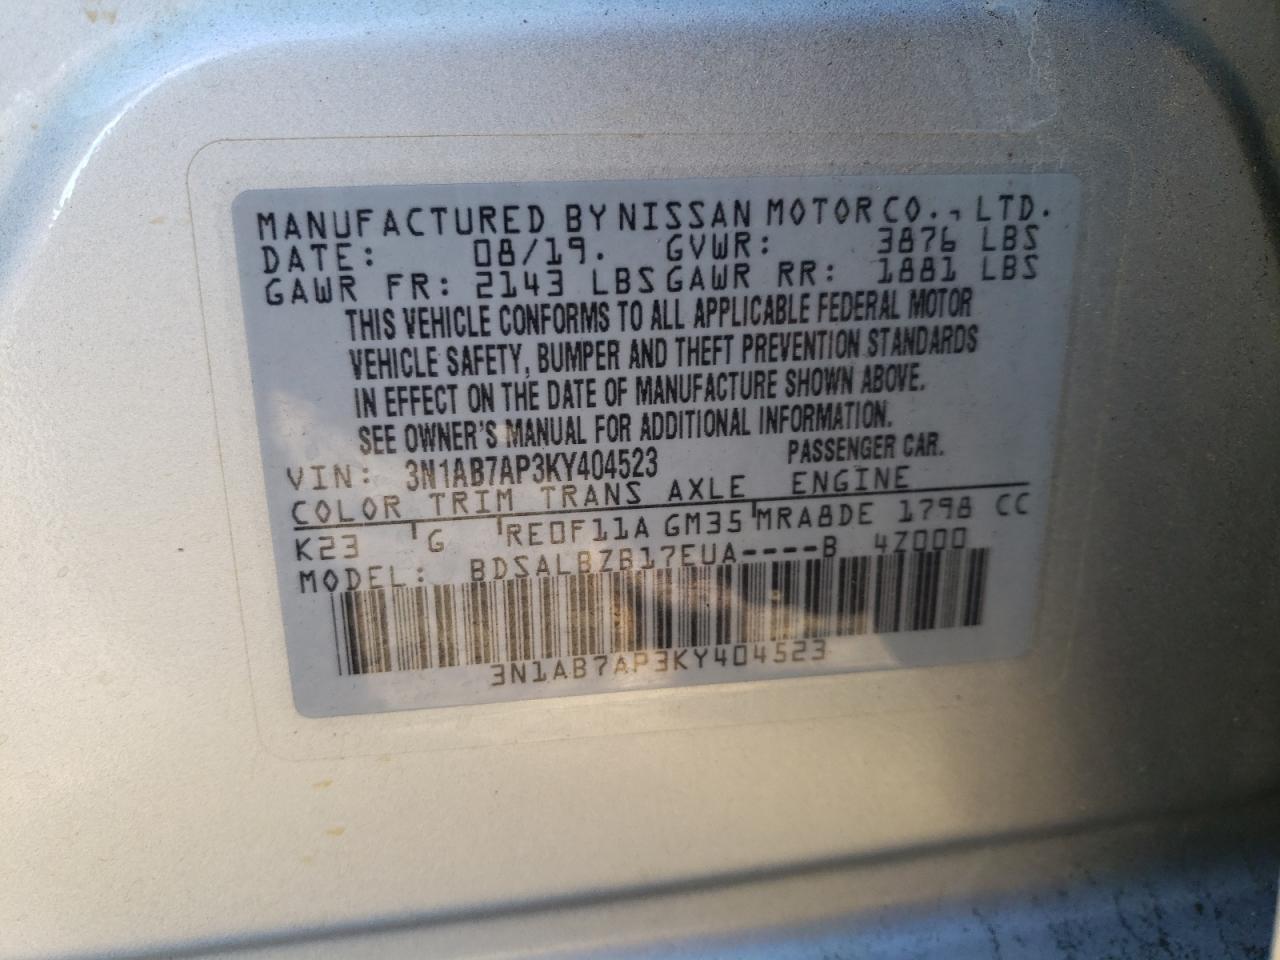 MANUFACTURED BY NISSAN MOTOR CO., LTD.
DATE: 08/19. GVWR: 3876 LBS
GAWR FR: 2143 LBS GAWR RR: 1881 LBS
THIS VEHICLE CONFORMS TO ALL APPLICABLE FEDERAL MOTOR
VEHICLE SAFETY, BUMPER AND THEFT PREVENTION STANDARDS
IN EFFECT ON THE DATE OF MANUFACTURE SHOWN ABOVE.
SEE OWNER'S MANUAL FOR ADDITIONAL INFORMATION.
VIN: 3N1AB7AP3KY404523 PASSENGER CAR.
COLOR TRIM TRANS AXLE ENGINE
K23 G RE0F11A GM35 MRA8DE 1798 CC
MODEL: BDSALBZB17EUA----B 4Z000
3N1AB7AP3KY404523